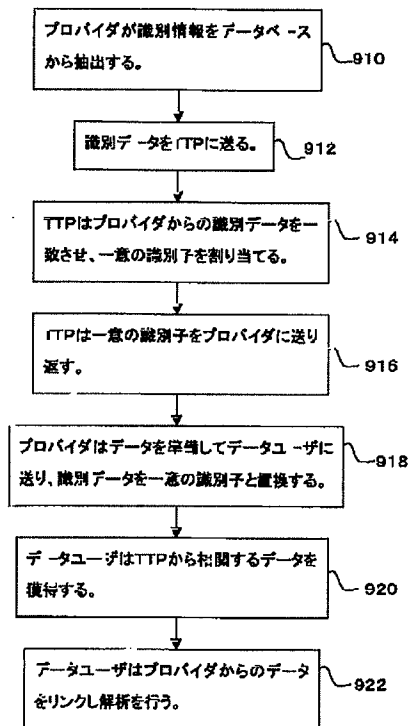 プロバイダが識別情報をデータベースから抽出する。
から抽出する。
910
識別データをTTPに送る。
912
TTPはプロバイダからの識別データを一
致させ、一意の識別子を割り当てる。
914
TTPは一意の識別子をプロバイダに送り
返す。
916
プロバイダはデータを準備してデータユーザに
送り、識別データを一意の識別子と置換する。
918
データユーザはTTPから相関するデータを
獲得する。
920
データユーザはプロバイダからのデータ
をリンクし解析を行う。
922